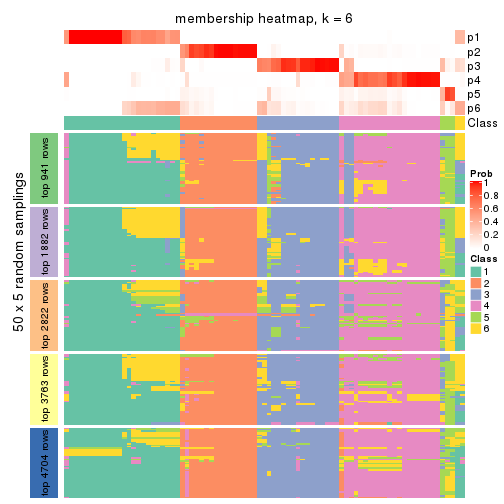 membership heatmap, k = 6
p1
p2
p3
p4
p5
p6
Class
50 x 5 random samplings
top 941 rows
top 1882 rows
top 2822 rows
top 3763 rows
top 4704 rows
Prob
1
0.8
0.6
0.4
0.2
0
Class
1
2
3
4
5
6